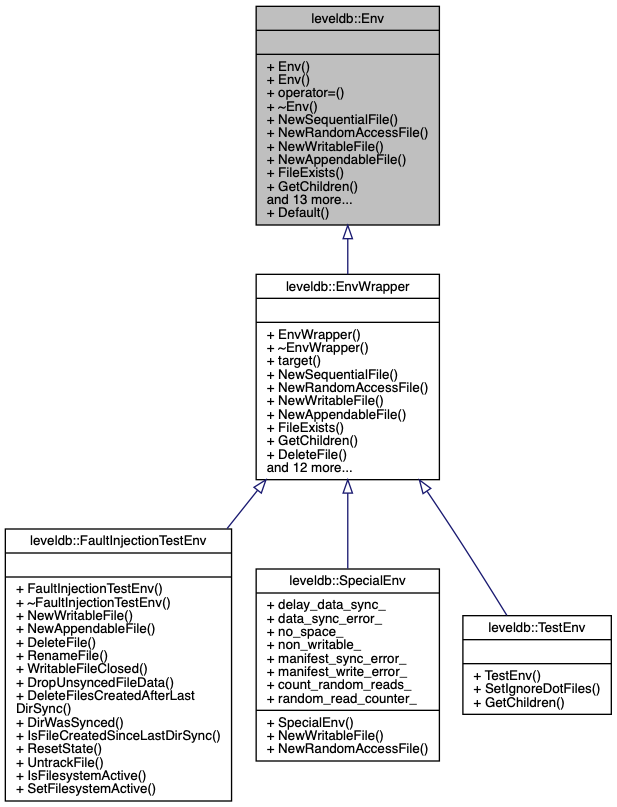 leveldb::Env
+ Env()
+ Env()
+ operator=()
+ ~Env()
+ NewSequentialFile()
+ NewRandomAccessFile()
+ NewWritableFile()
+ NewAppendableFile()
+ FileExists()
+ GetChildren()
and 13 more...
+ Default()
leveldb::EnvWrapper
+ EnvWrapper()
+ ~EnvWrapper()
+ target()
+ NewSequentialFile()
+ NewRandomAccessFile()
+ NewWritableFile()
+ NewAppendableFile()
+ FileExists()
+ GetChildren()
+ DeleteFile()
and 12 more...
leveldb::FaultInjectionTestEnv
+ FaultInjectionTestEnv()
+ ~FaultInjectionTestEnv()
+ NewWritableFile()
+ NewAppendableFile()
+ DeleteFile()
+ RenameFile()
+ WritableFileClosed()
+ DropUnsyncedFileData()
+ DeleteFilesCreatedAfterLast
DirSync()
+ DirWasSynced()
+ IsFileCreatedSinceLastDirSync()
+ ResetState()
+ UntrackFile()
+ IsFilesystemActive()
+ SetFilesystemActive()
leveldb::SpecialEnv
+ delay_data_sync_
+ data_sync_error_
+ no_space_
+ non_writable_
+ manifest_sync_error_
+ manifest_write_error_
+ count_random_reads_
+ random_read_counter_
+ SpecialEnv()
+ NewWritableFile()
+ NewRandomAccessFile()
leveldb::TestEnv
+ TestEnv()
+ SetIgnoreDotFiles()
+ GetChildren()